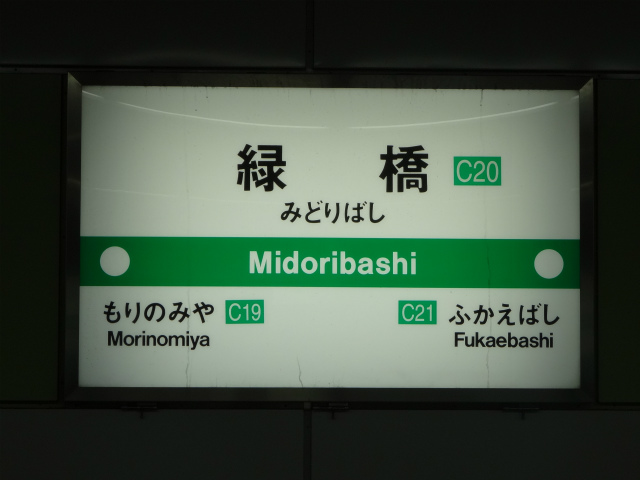 緑 橋 C20
みどりばし
Midoribashi
もりのみや C19 C21 ふかえばし
Morinomiya Fukaebashi